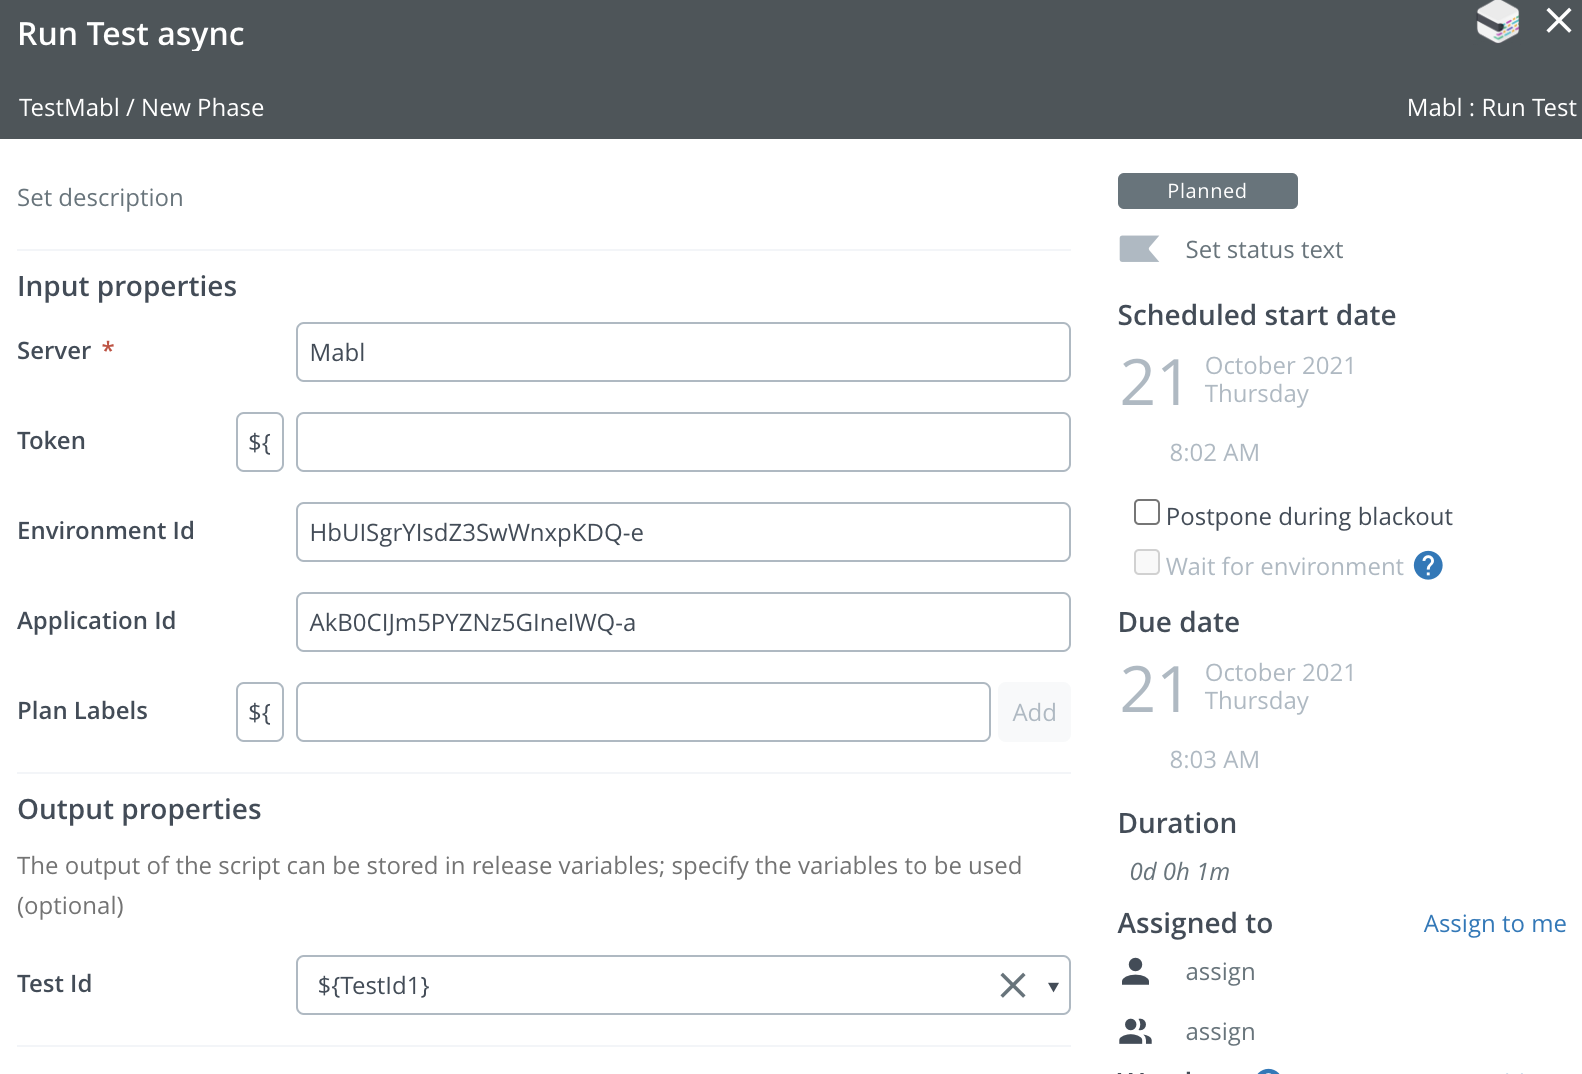 Run Test async
TestMabl / New Phase
Mabl : Run Test
Set description
Input properties
Server *
Mabl
Token
${
Environment Id
HbUISgrYIsdZ3SwWnxpKDQ-e
Application Id
AkB0CIJm5PYZNz5GIneIWQ-a
Plan Labels
${
Add
Output properties
The output of the script can be stored in release variables; specify the variables to be used
(optional)
Test Id
${TestId1}
Planned
Set status text
Scheduled start date
21
October 2021
Thursday
8:02 AM
Postpone during blackout
Wait for environment ?
Due date
21
October 2021
Thursday
8:03 AM
Duration
0d 0h 1m
Assigned to
Assign to me
assign
assign